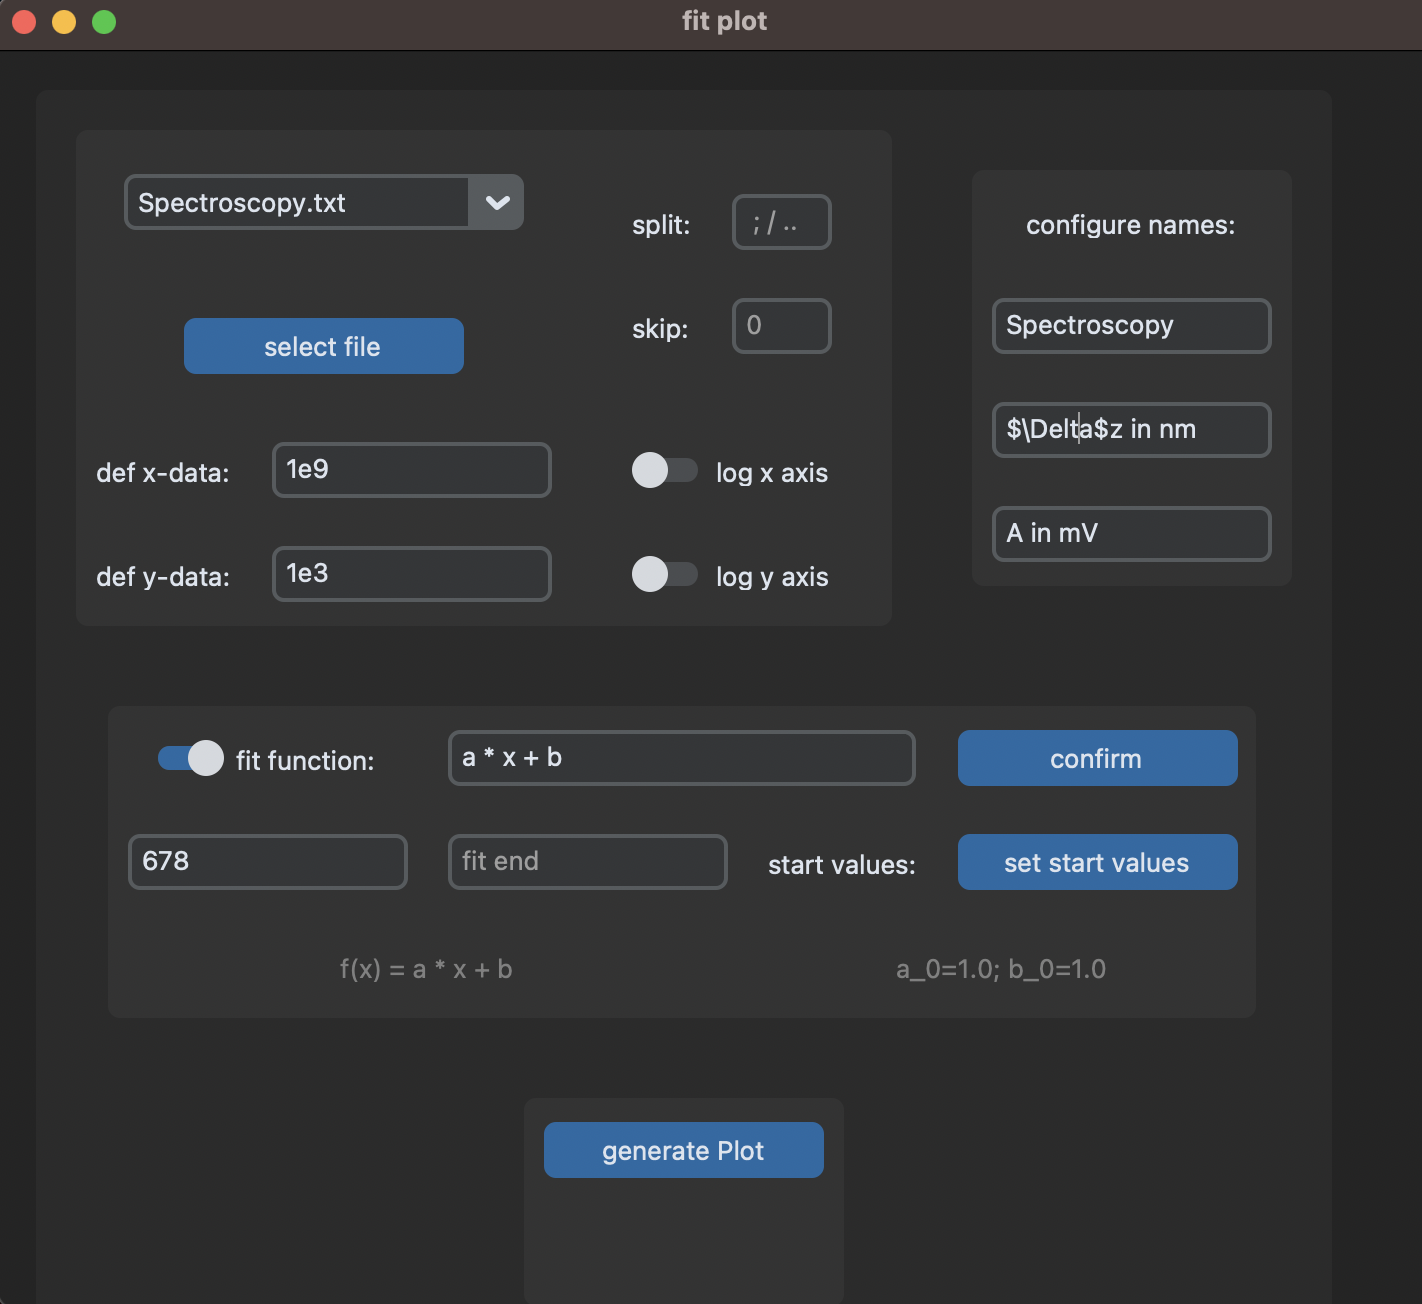 fit plot
Spectroscopy.txt
split:
; / ..
configure names:
select file
skip:
0
Spectroscopy
$\Delta$z in nm
def x-data:
1e9
log x axis
A in mV
def y-data:
1e3
log y axis
fit function:
a * x + b
confirm
678
fit end
start values:
set start values
f(x) = a * x + b
a_0=1.0; b_0=1.0
generate Plot